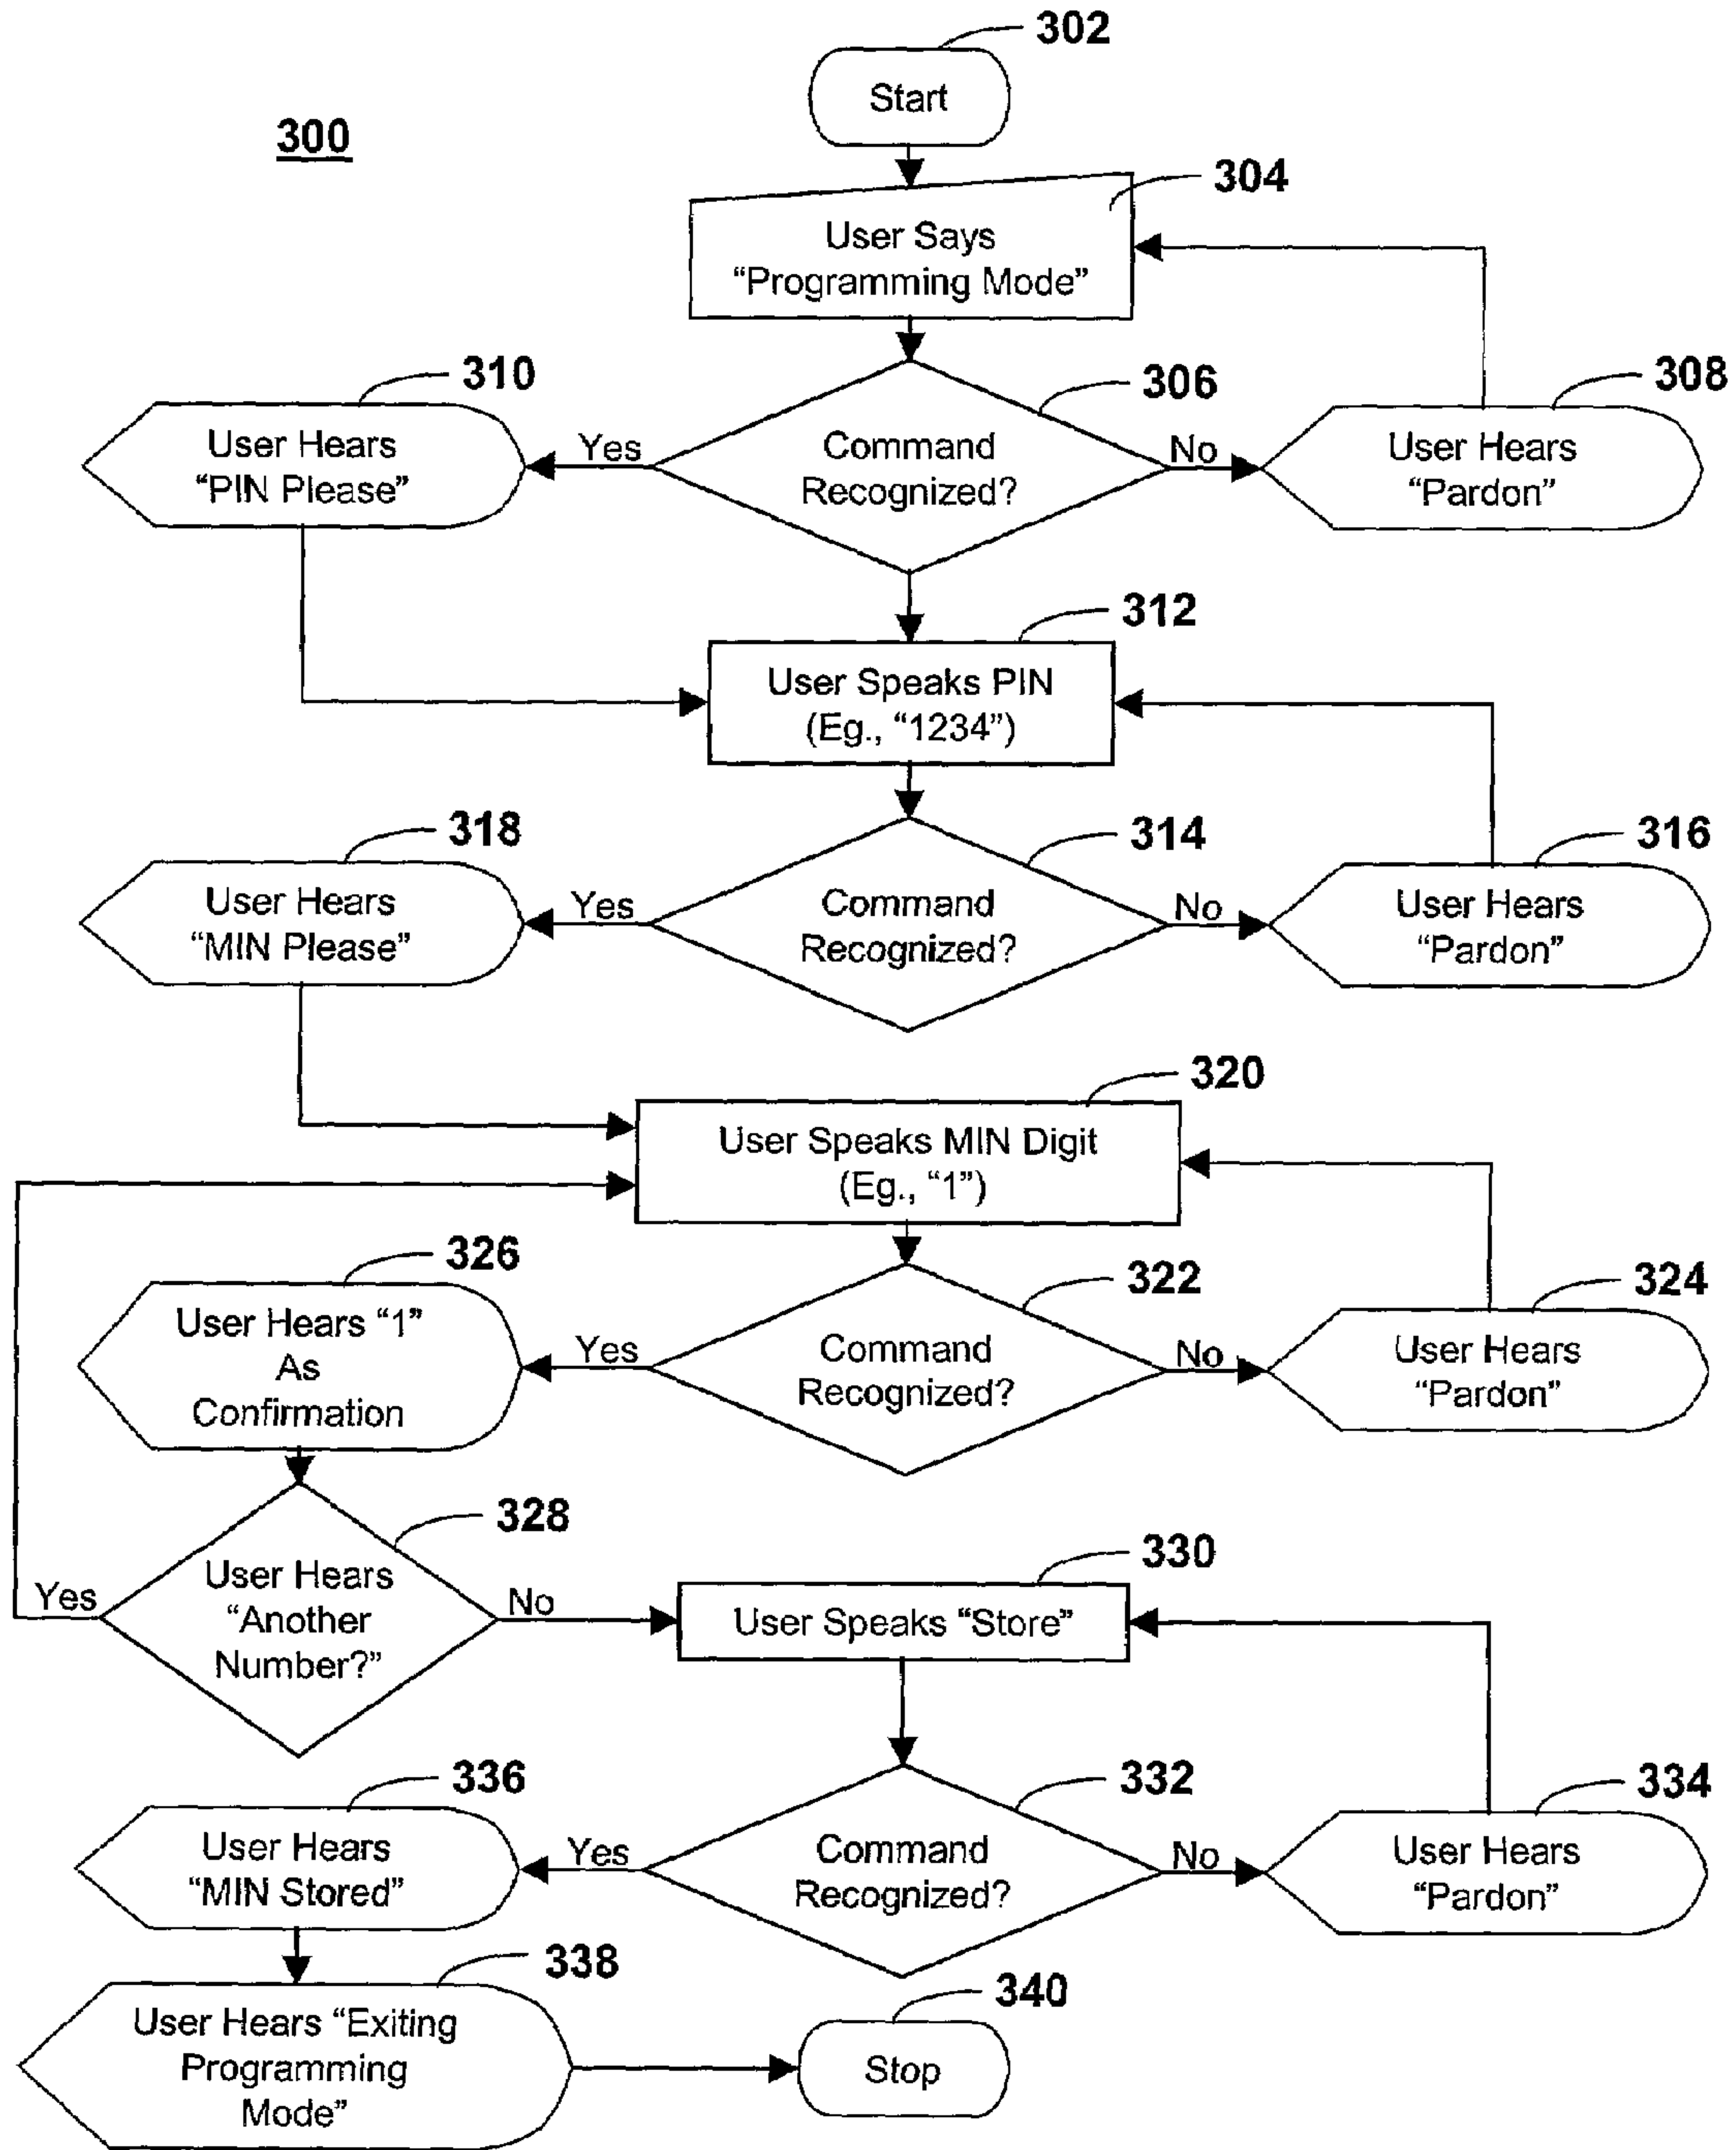 302
Start
300
304
User Says
“Programming Mode”
310
306
308
User Hears
“PIN Please”
Yes
Command
Recognized?
No
User Hears
“Pardon”
312
User Speaks PIN
(Eg., “1234”)
318
314
316
User Hears
“MIN Please”
Yes
Command
Recognized?
No
User Hears
“Pardon”
320
User Speaks MIN Digit
(Eg., “1”)
326
322
324
User Hears “1”
As
Confirmation
Yes
Command
Recognized?
No
User Hears
“Pardon”
328
User Hears
“Another
Number?”
Yes
No
330
User Speaks “Store”
336
332
334
User Hears
“MIN Stored”
Yes
Command
Recognized?
No
User Hears
“Pardon”
338
User Hears “Exiting
Programming
Mode”
340
Stop